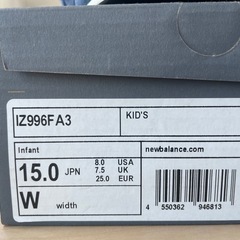 IZ996FA3
KID'S
Infant
newbalance.com
15.0 JPN
8.0 USA
7.5 UK
25.0 EUR
W width
4 550362 946813